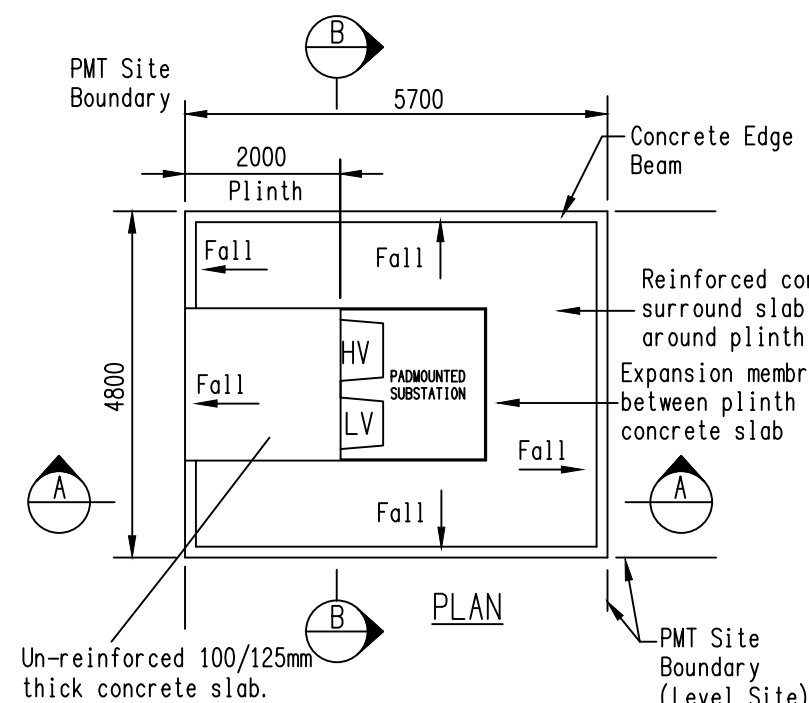 B
PMT Site
Boundary
5700
2000
Plinth
Concrete Edge
Beam
Fall
Fall
Reinforced
surround slab
around plinth
HV
PADMOUNTED
SUBSTATION
Expansion
between plinth
concrete slab
4800
Fall
LV
Fall
A
A
Fall
B
PLAN
Un-reinforced 100/125mm
thick concrete slab.
PMT Site
Boundary
(Level Site)